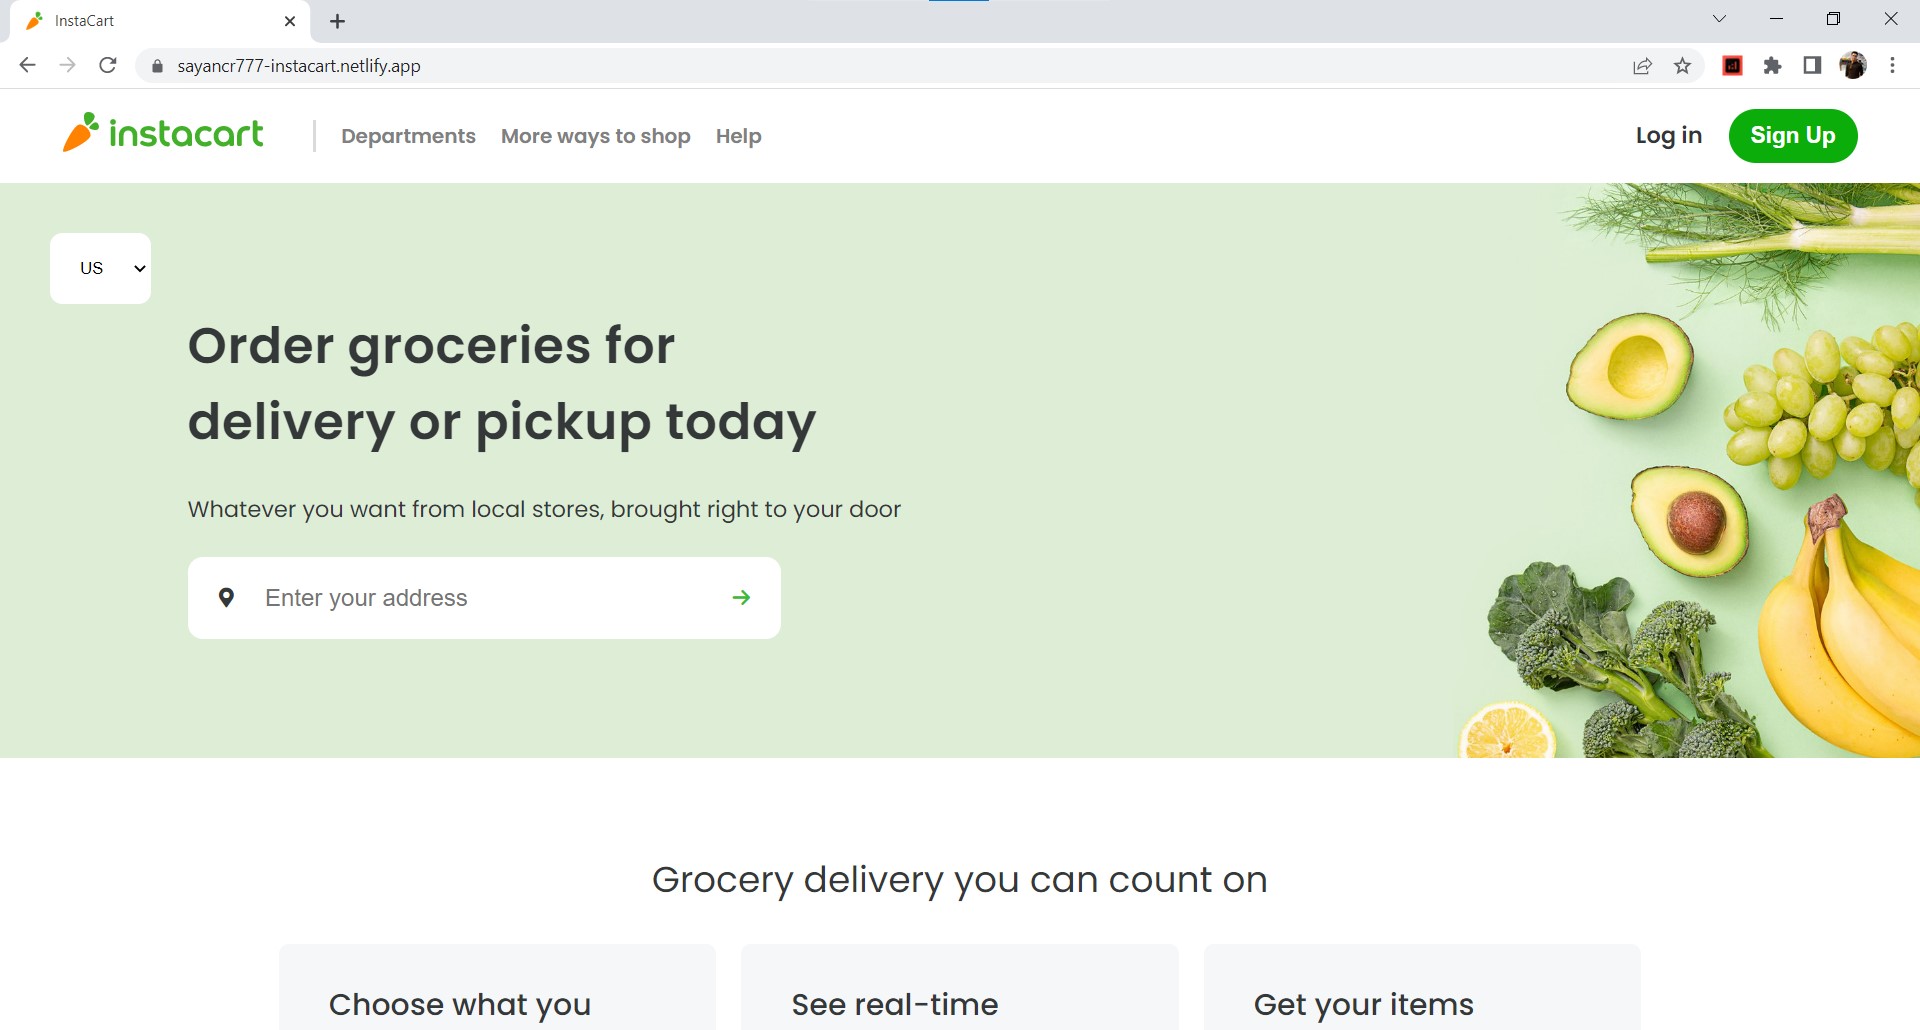 InstaCart
sayancr777-instacart.netlify.app
instacart
Departments
More ways to shop
Help
Log in
Sign Up
US
Order groceries for
delivery or pickup today
Whatever you want from local stores, brought right to your door
Enter your address
Grocery delivery you can count on
Choose what you
See real-time
Get your items